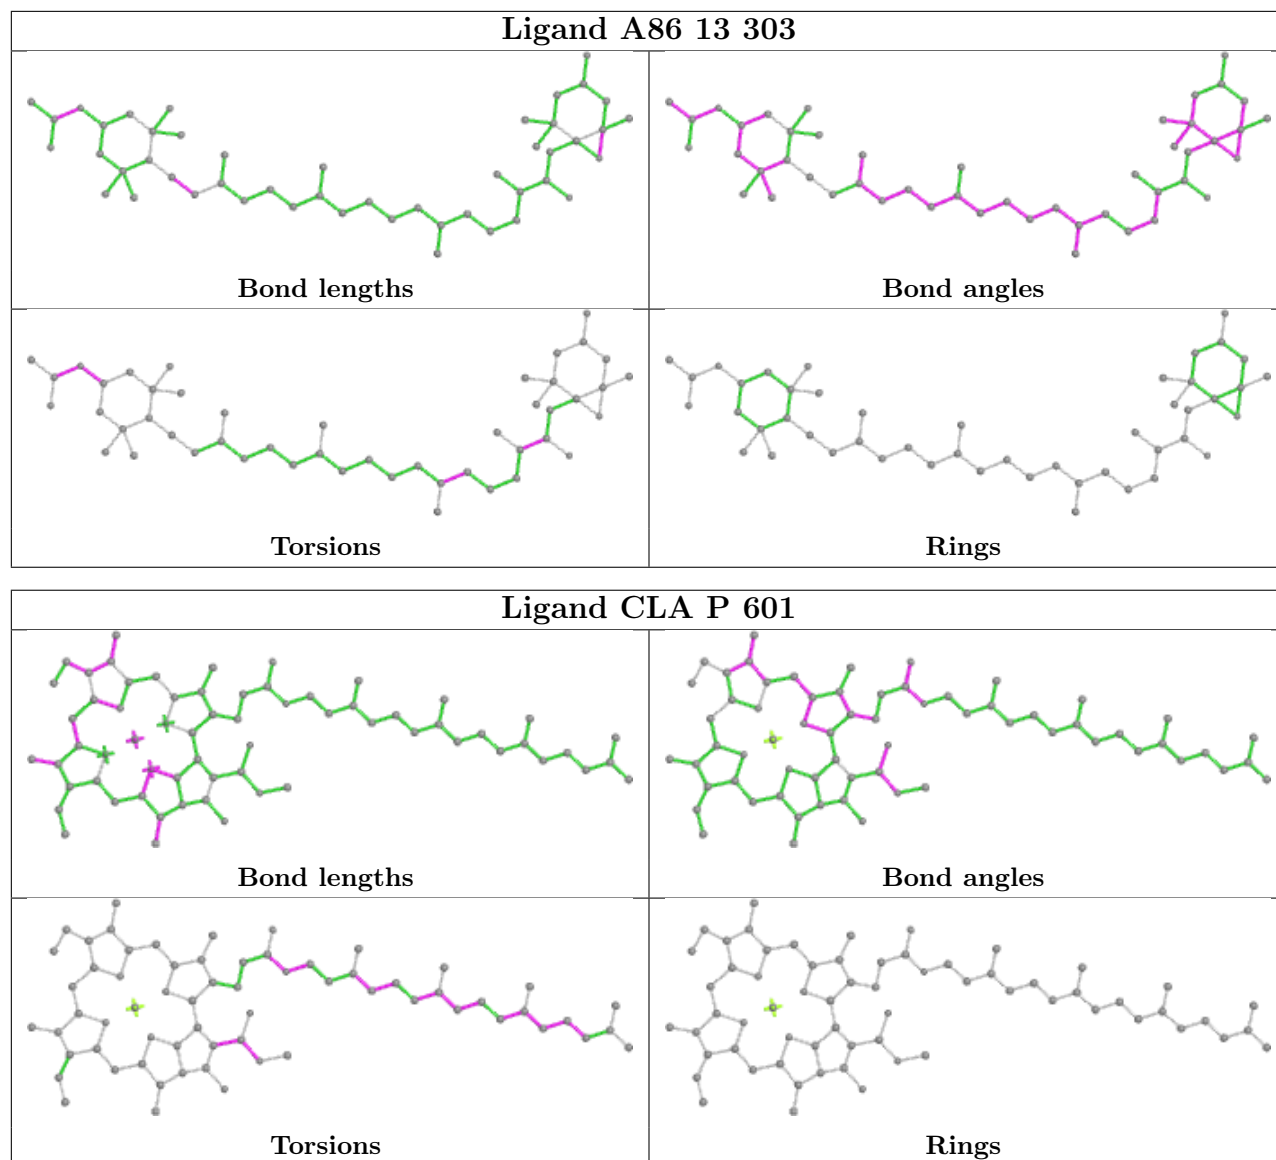 Ligand A86 13 303
Bond lengths
Bond angles
Torsions
Rings
Ligand CLA P 601
Bond lengths
Bond angles
Torsions
Rings